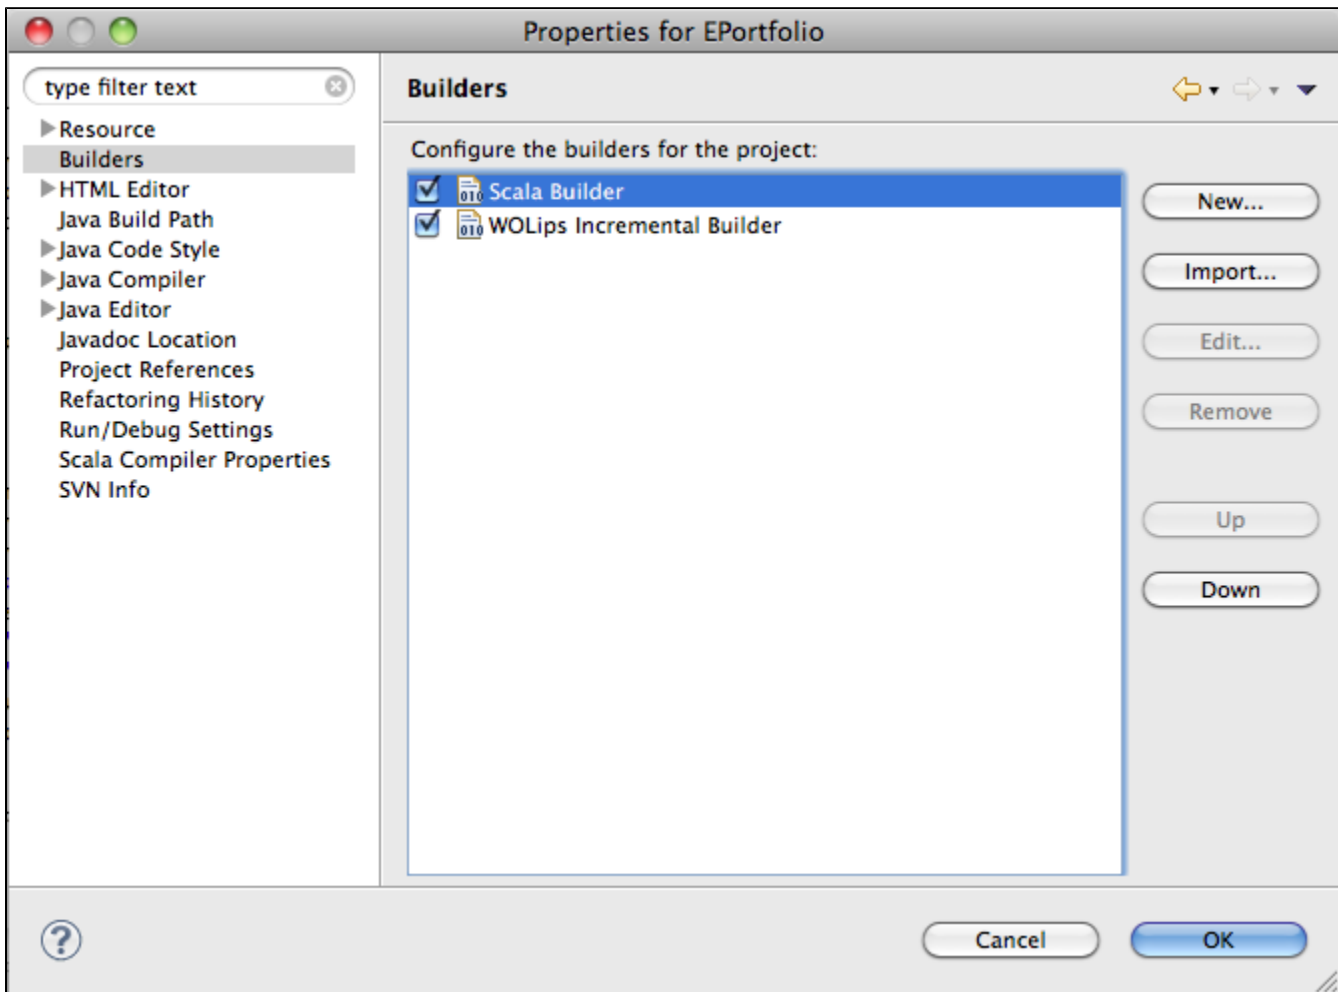 Properties for EPortfolio
type filter text
Resource
Builders
HTML Editor
Java Build Path
Java Code Style
Java Compiler
Java Editor
Javadoc Location
Project References
Refactoring History
Run/Debug Settings
Scala Compiler Properties
SVN Info
Builders
Configure the builders for the project:
010 Scala Builder
010 WOLips Incremental Builder
New...
Import...
Edit...
Remove
Up
Down
?
Cancel
OK